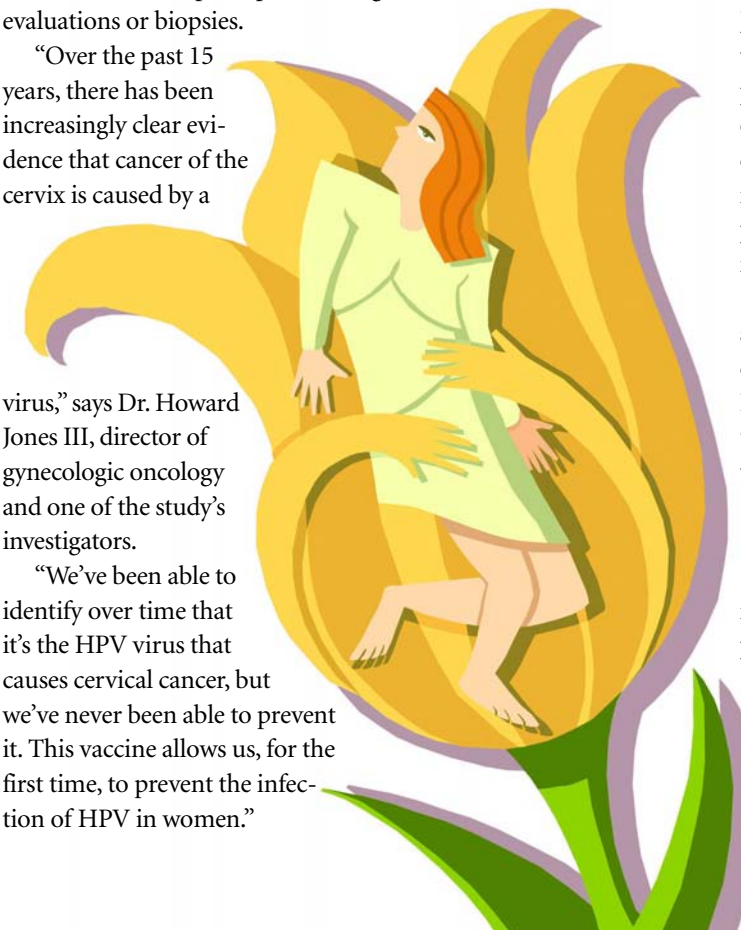 evaluations or biopsies.
“Over the past 15
years, there has been
increasingly clear evi-
dence that cancer of the
cervix is caused by a
virus,” says Dr. Howard
Jones III, director of
gynecologic oncology
and one of the study’s
investigators.
“We’ve been able to
identify over time that
it’s the HPV virus that
causes cervical cancer, but
we’ve never been able to prevent
it. This vaccine allows us, for the
first time, to prevent the infec-
tion of HPV in women.”